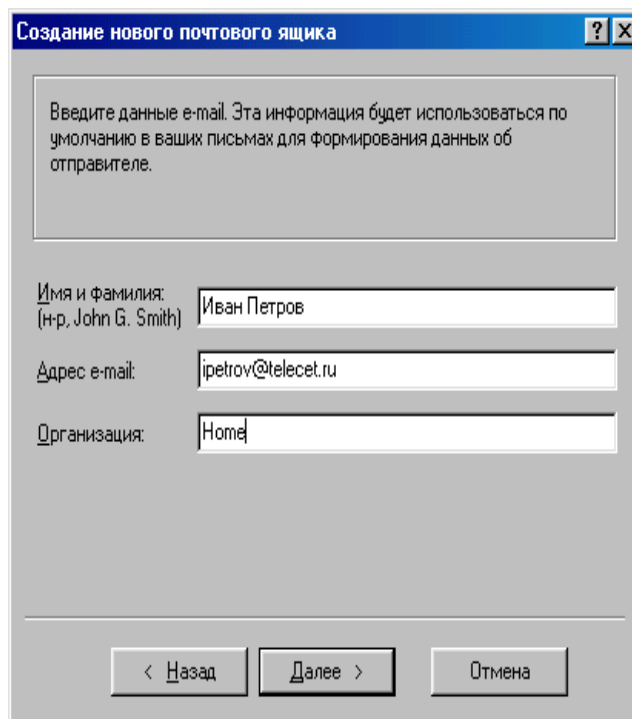 Создание нового почтового ящика
Введите данные e-mail. Эта информация будет использоваться по
умолчанию в ваших письмах для формирования данных об
отправителе.
Имя и фамилия:
(н-р, John G. Smith)
Иван Петров
Адрес e-mail:
ipetrov@telecet.ru
Организация:
Home
< Назад
Далее >
Отмена